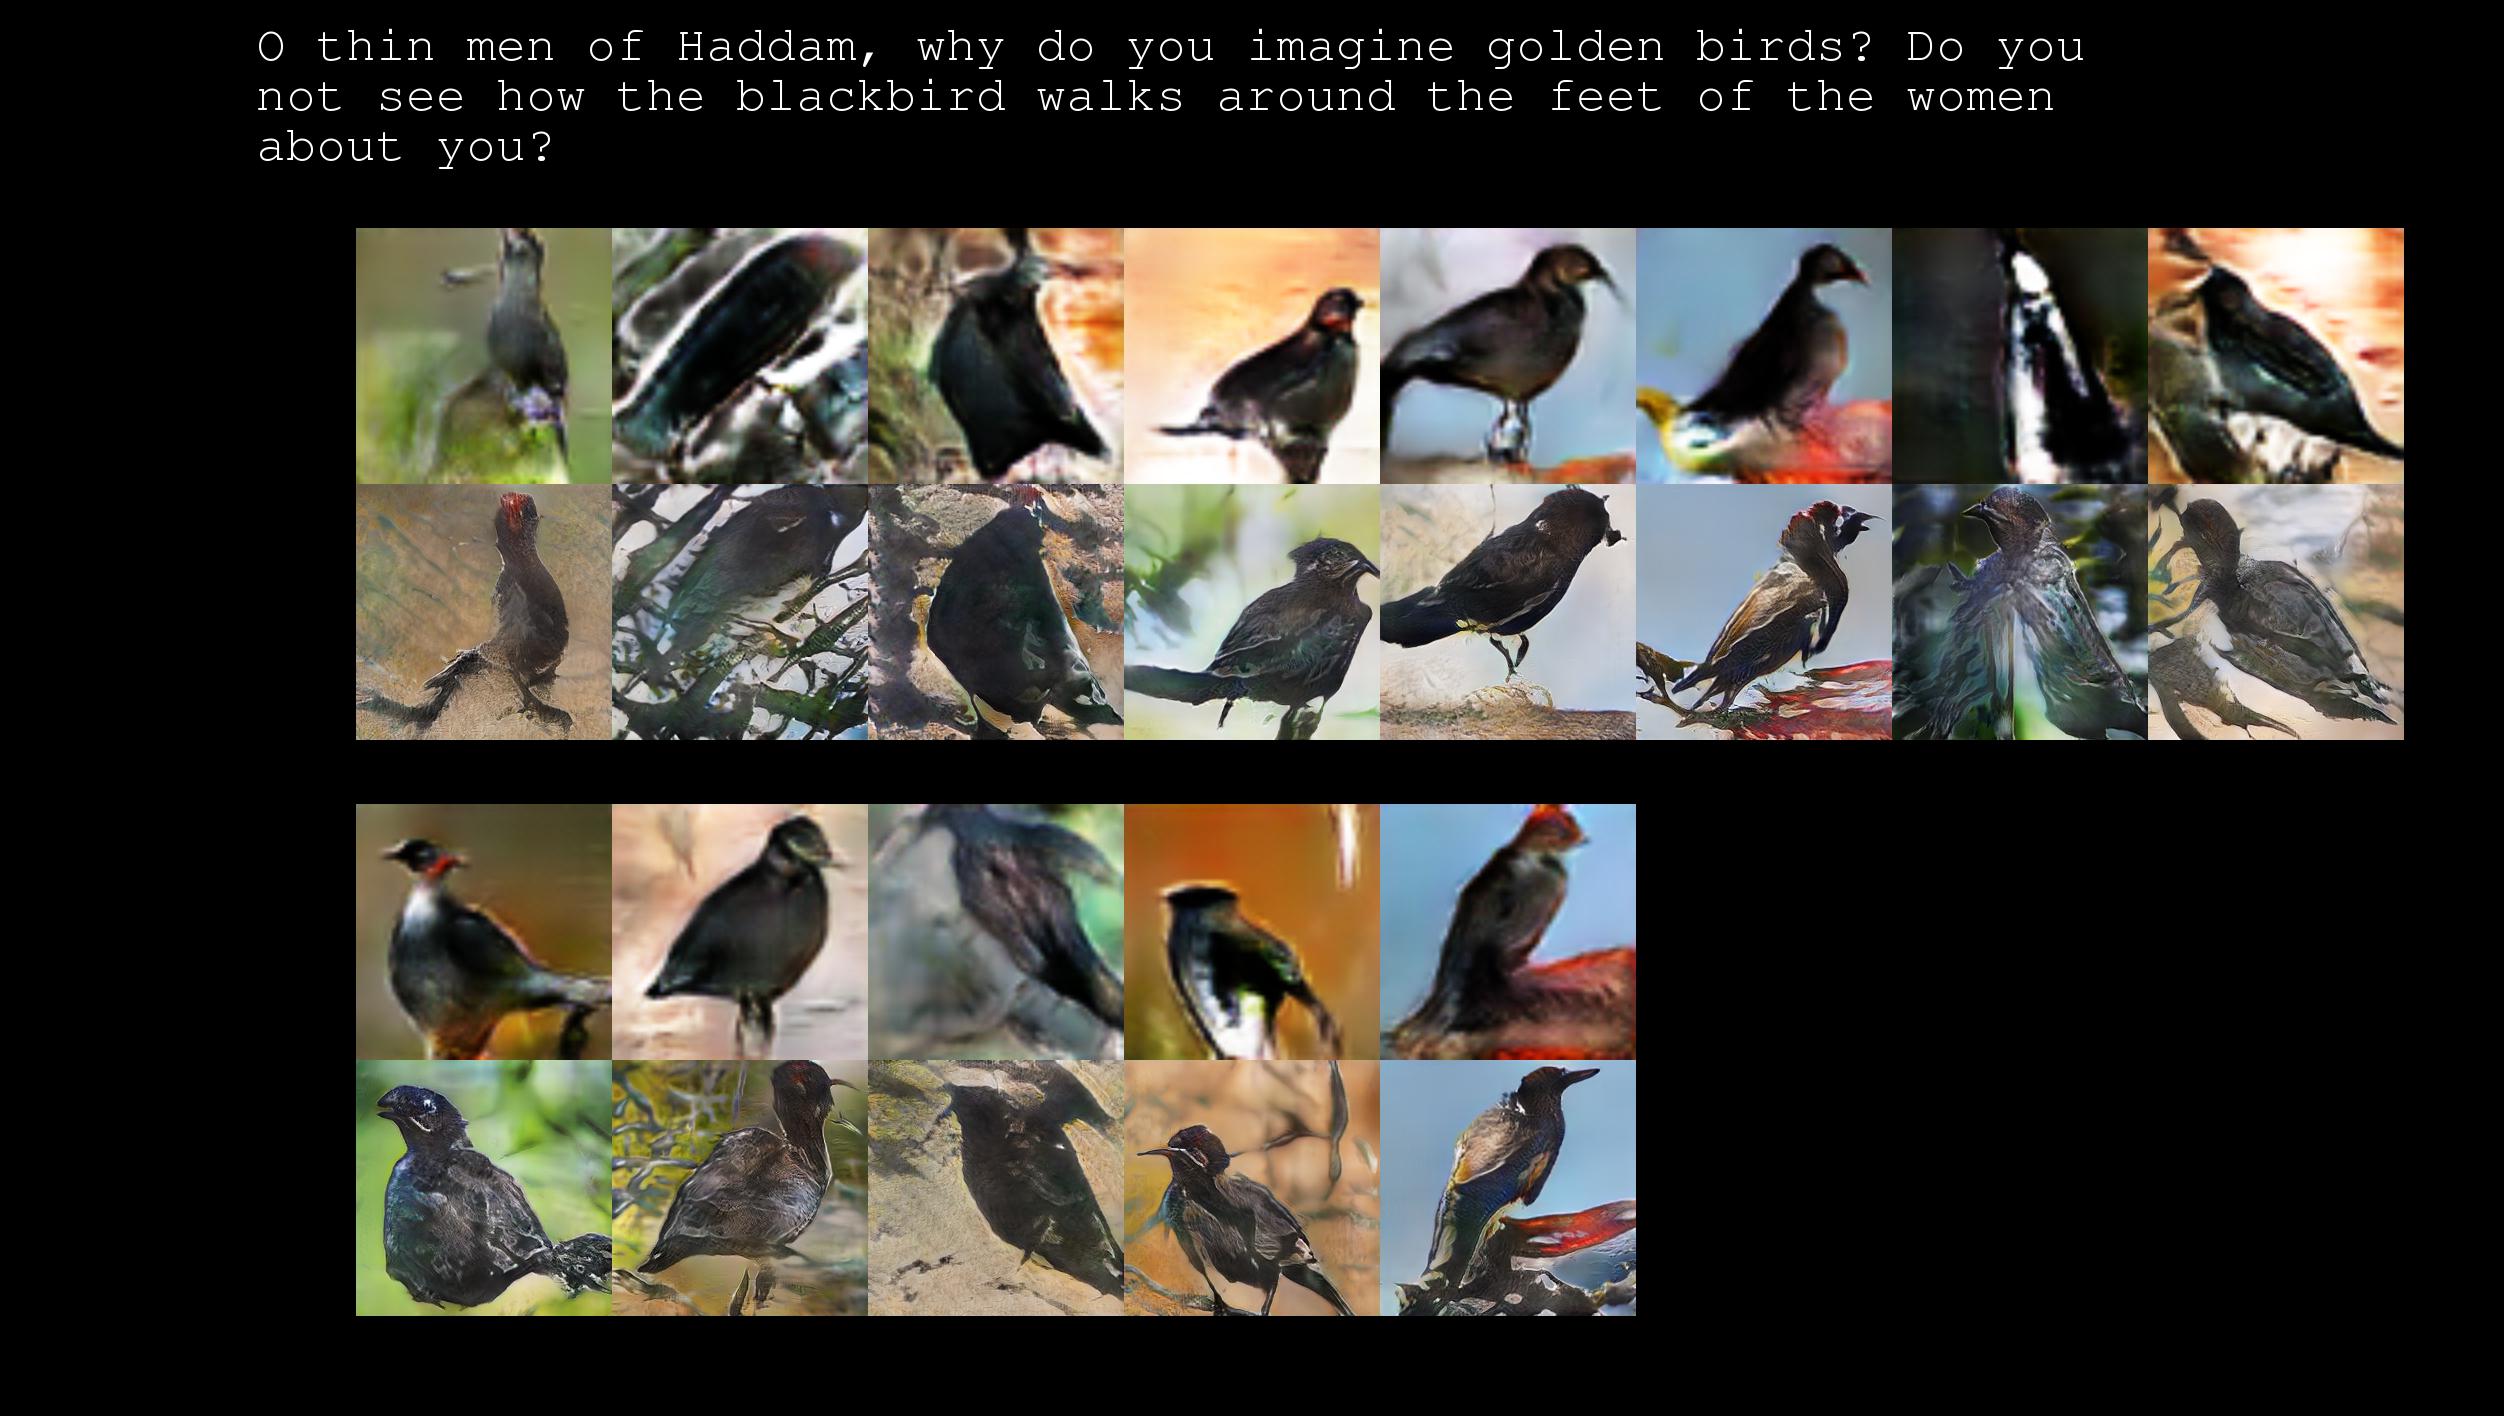 O thin men of Haddam, why do you imagine golden birds? Do you
not see how the blackbird walks around the feet of the women
about you?